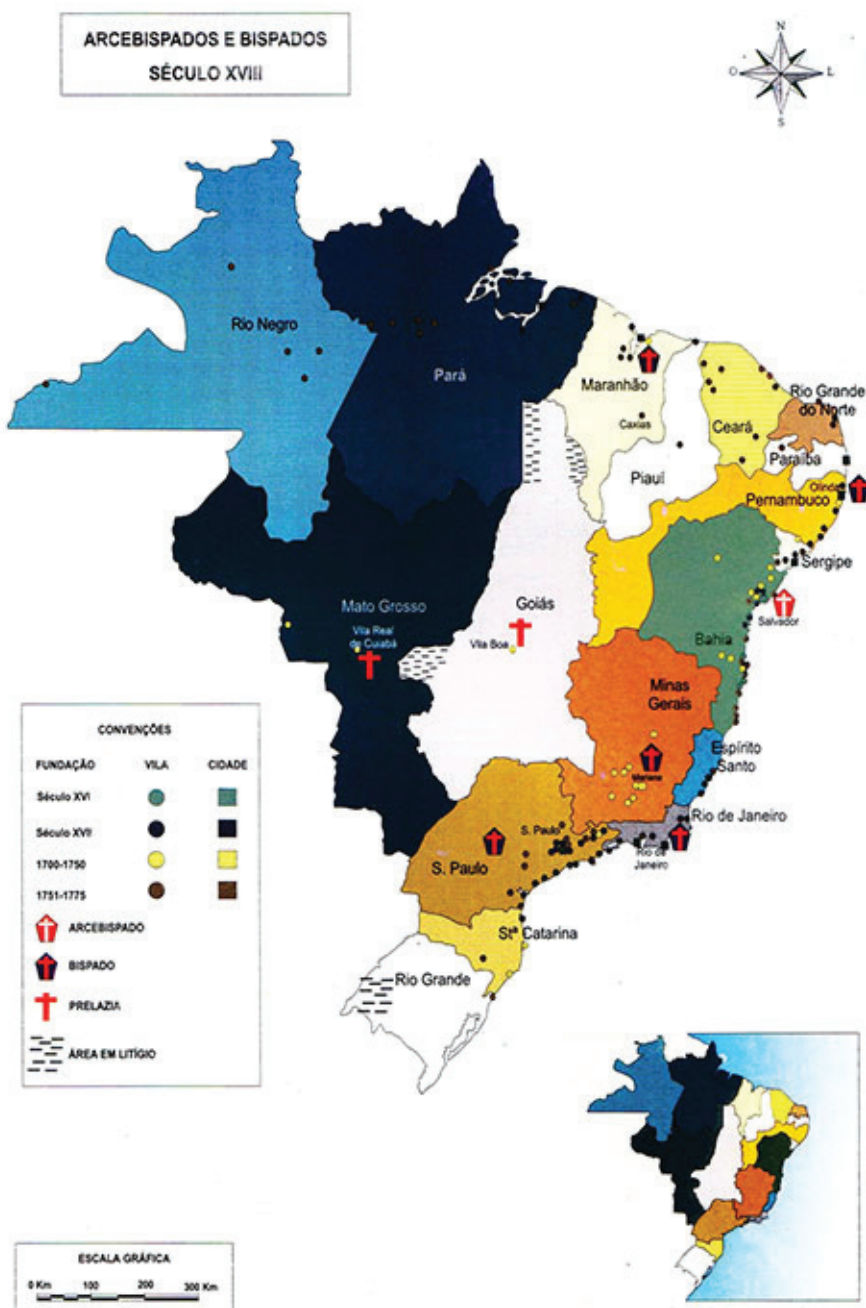 ARCEBISPADOS E BISPADOS
SÉCULO XVIII
N
O
L
S
Rio Negro
Pará
Maranhão
Caxias
Piauí
Ceará
Rio Grande
do Norte
Paraíba
Olinda
Pernambuco
Sergipe
Salvador
Bahia
Mato Grosso
Vila Real
de Cuiabá
Goiás
Vila Boa
Minas
Gerais
Mariana
Espírito
Santo
Rio de Janeiro
Rio de
Janeiro
S. Paulo
S. Paulo
Stª Catarina
Rio Grande
CONVENÇÕES
FUNDAÇÃO VILA CIDADE
Século XVI
Século XVII
1700-1750
1751-1775
ARCEBISPADO
BISPADO
PRELAZIA
ÁREA EM LITÍGIO
ESCALA GRÁFICA
0 Km 100 200 300 Km